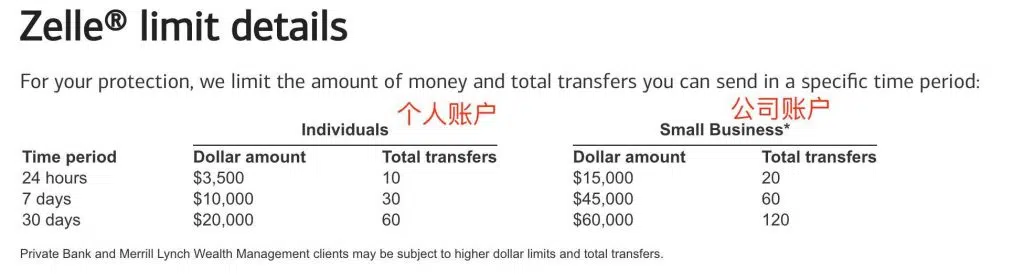 Zelle® limit details
For your protection, we limit the amount of money and total transfers you can send in a specific time period:
个人账户 公司账户
Individuals Small Business*
Time period Dollar amount Total transfers Dollar amount Total transfers
24 hours $3,500 10 $15,000 20
7 days $10,000 30 $45,000 60
30 days $20,000 60 $60,000 120
Private Bank and Merrill Lynch Wealth Management clients may be subject to higher dollar limits and total transfers.